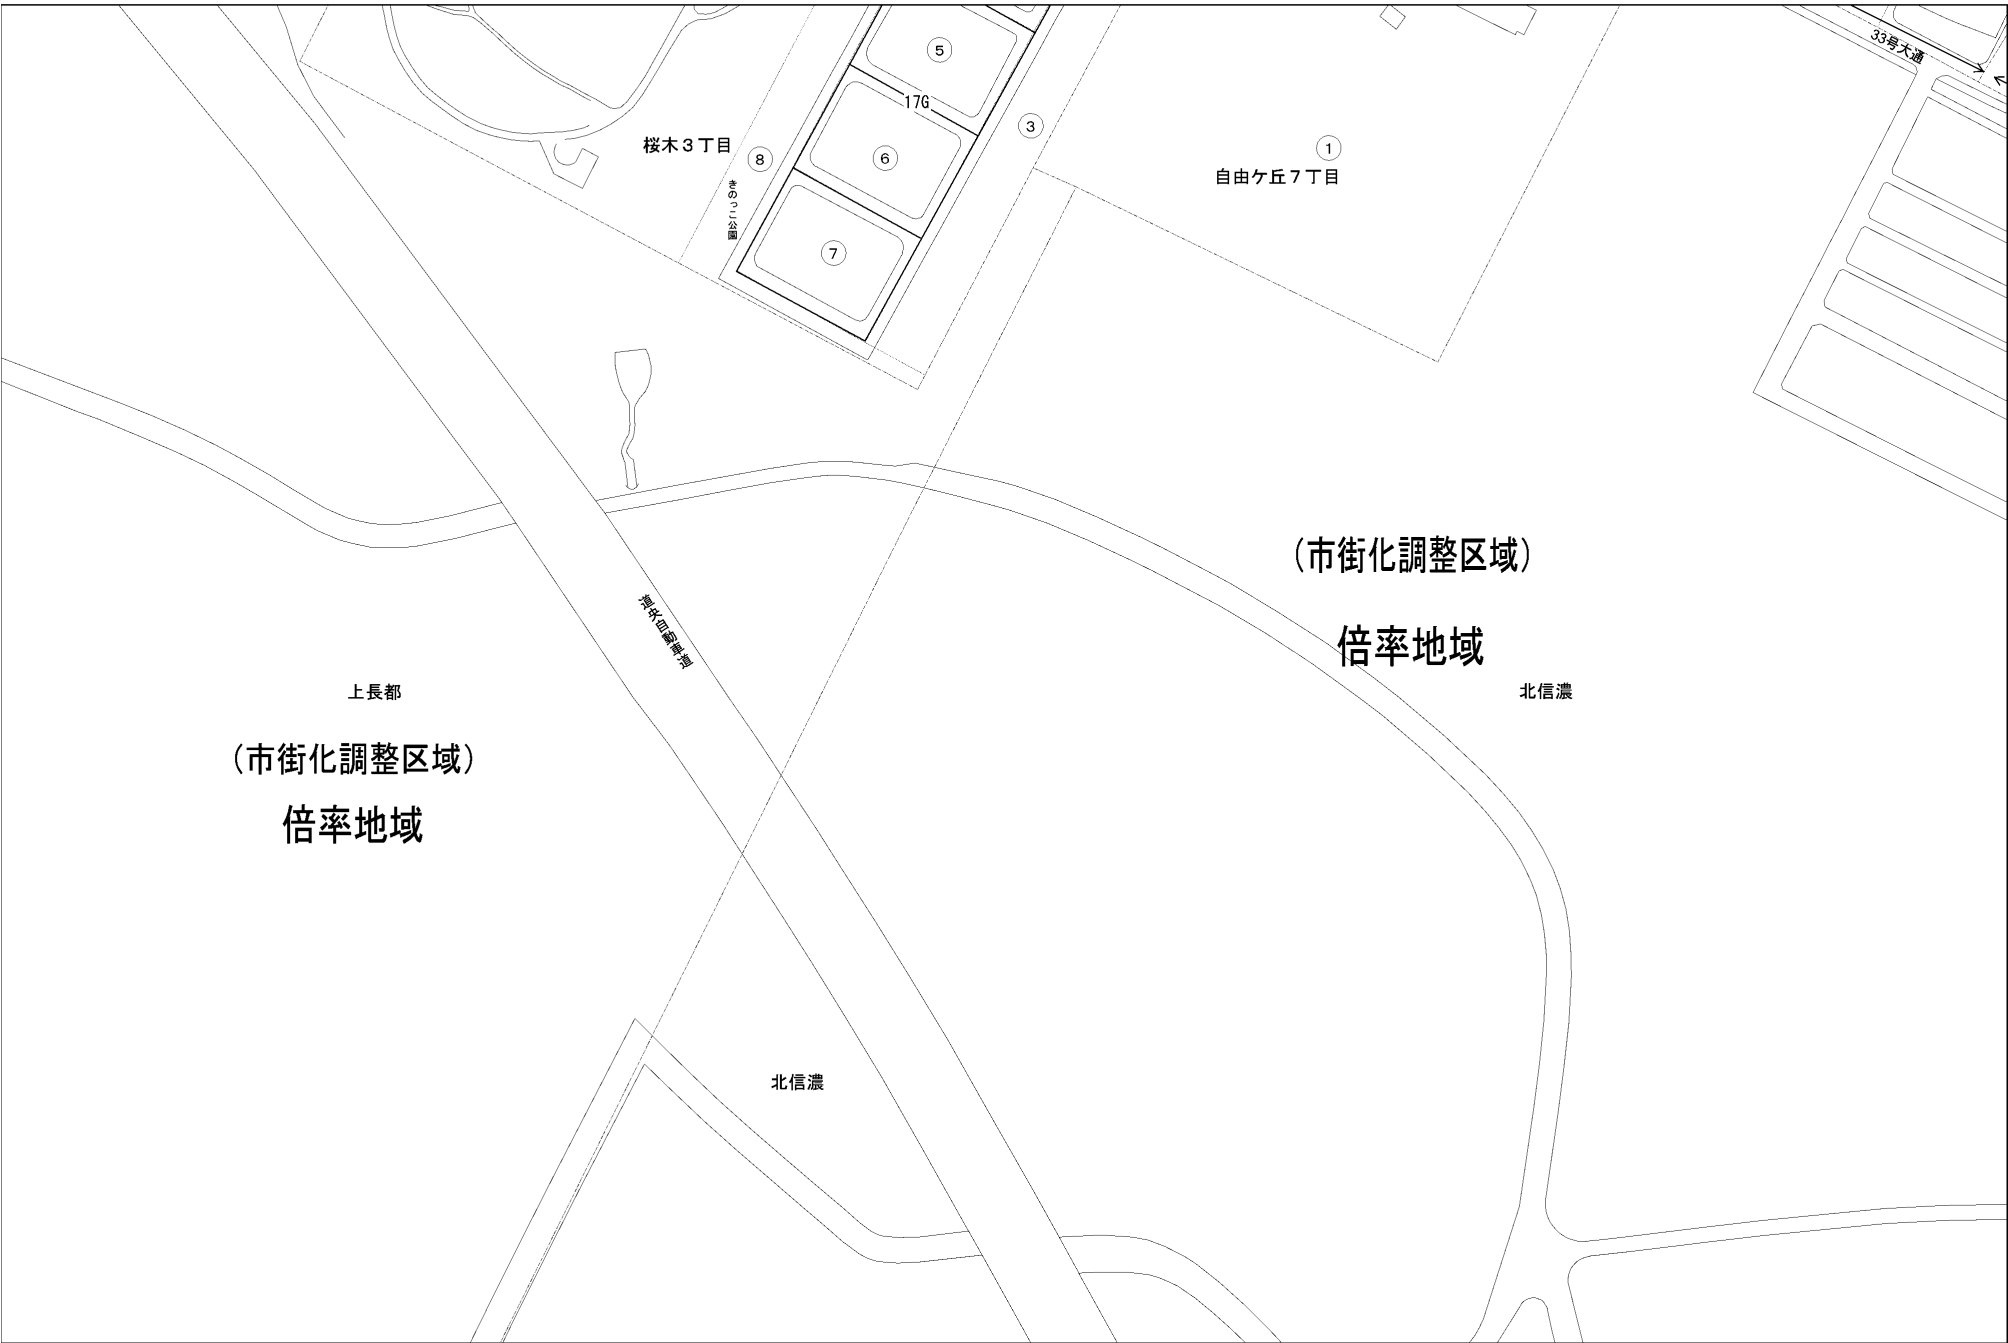 33号大通
⑤
17G
③
桜木3丁目
⑧
⑥
①
自由ケ丘7丁目
きのっこ公園
⑦
(市街化調整区域)
倍率地域
道央自動車道
上長都
北信濃
(市街化調整区域)
倍率地域
北信濃